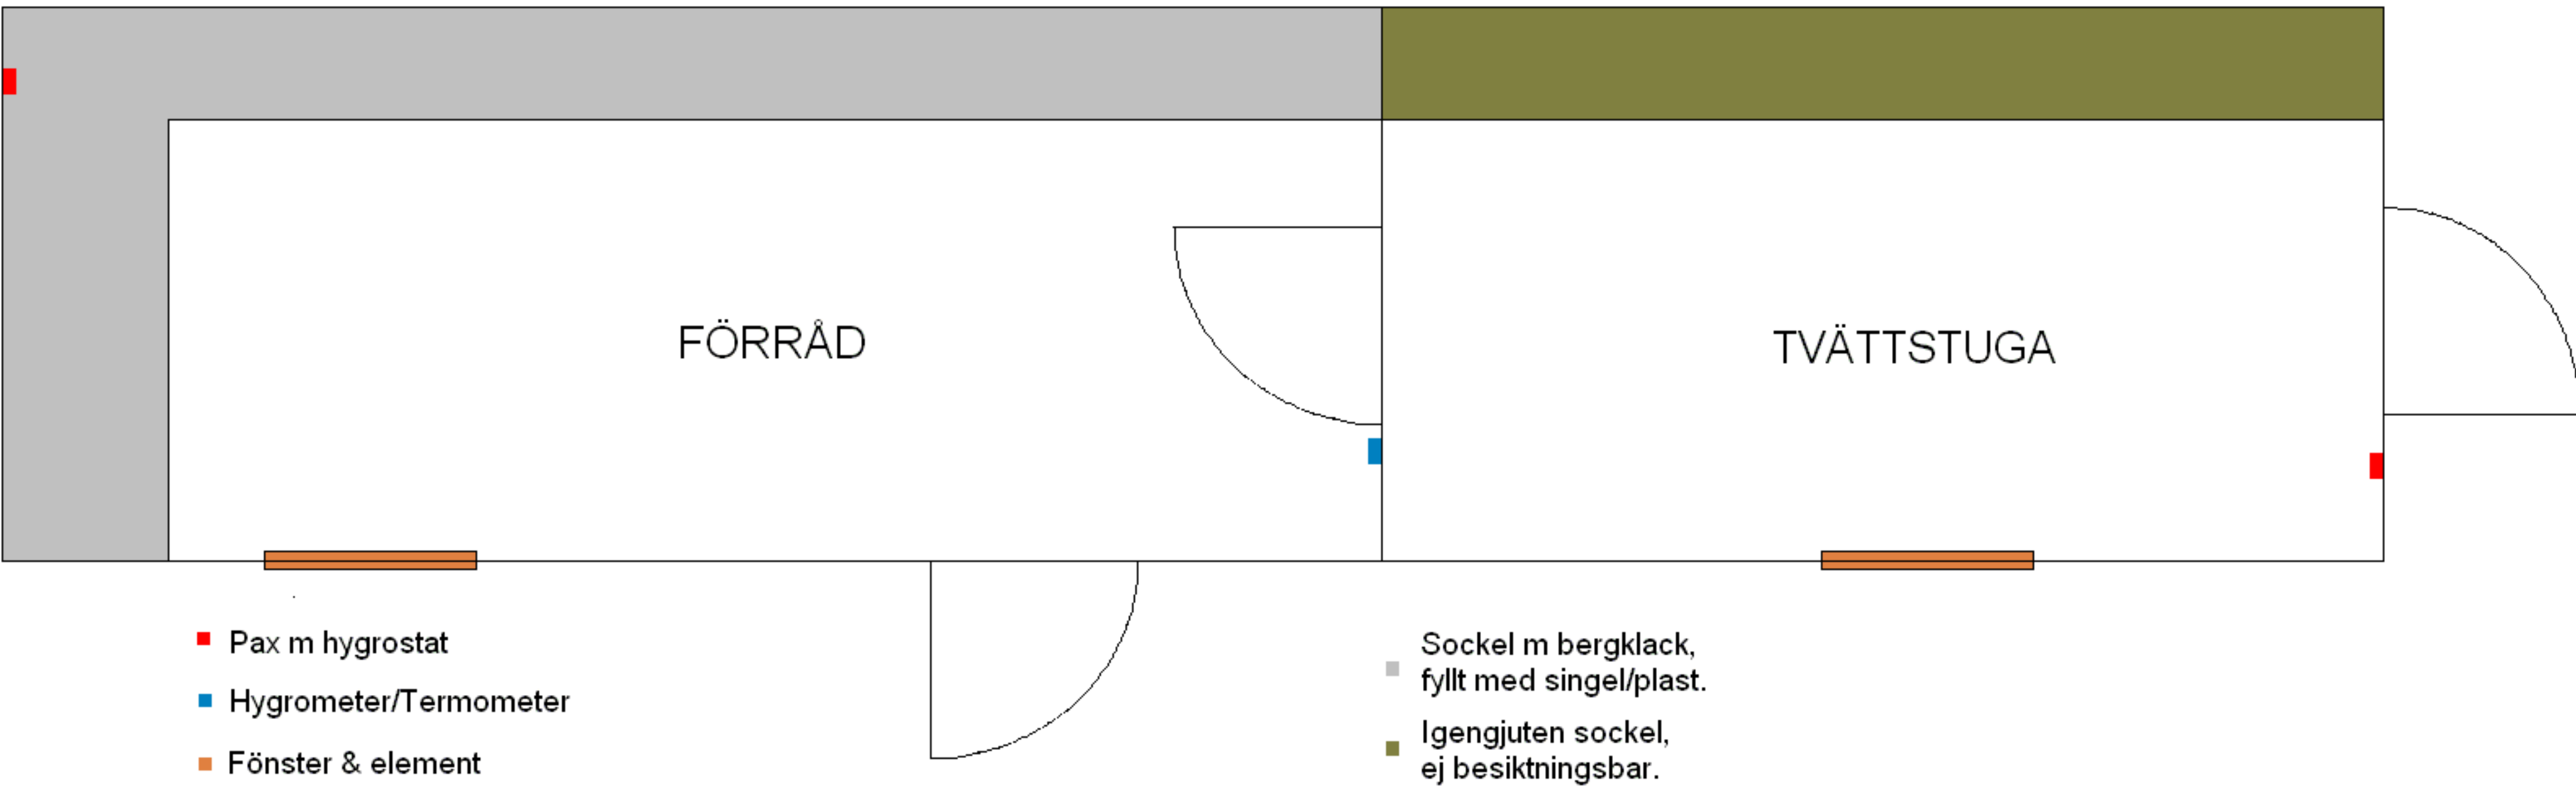 FÖRRÅD
TVÄTTSTUGA
Pax m hygrostat
Hygrometer/Termometer
Fönster & element
Sockel m bergklack,
fyllt med singel/plast.
Igengjuten sockel,
ej besiktningsbar.